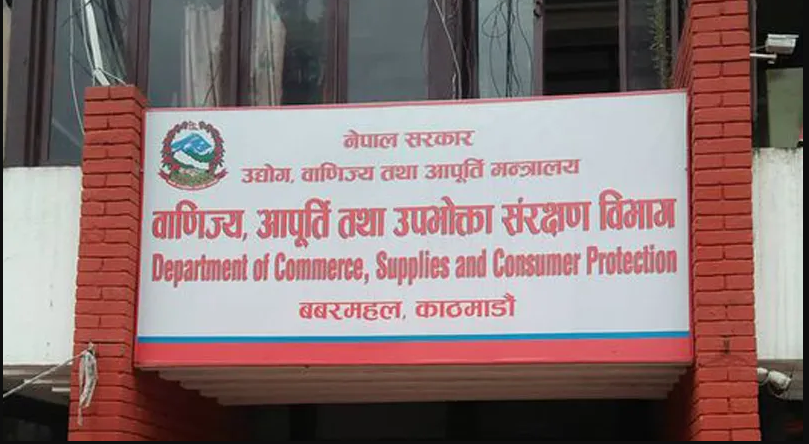 नेपाल सरकार
उद्योग, वाणिज्य तथा आपूर्ति मन्त्रालय
वाणिज्य, आपूर्ति तथा उपभोक्ता संरक्षण विभाग
Department of Commerce, Supplies and Consumer Protection
बबरमहल, काठमाडौं